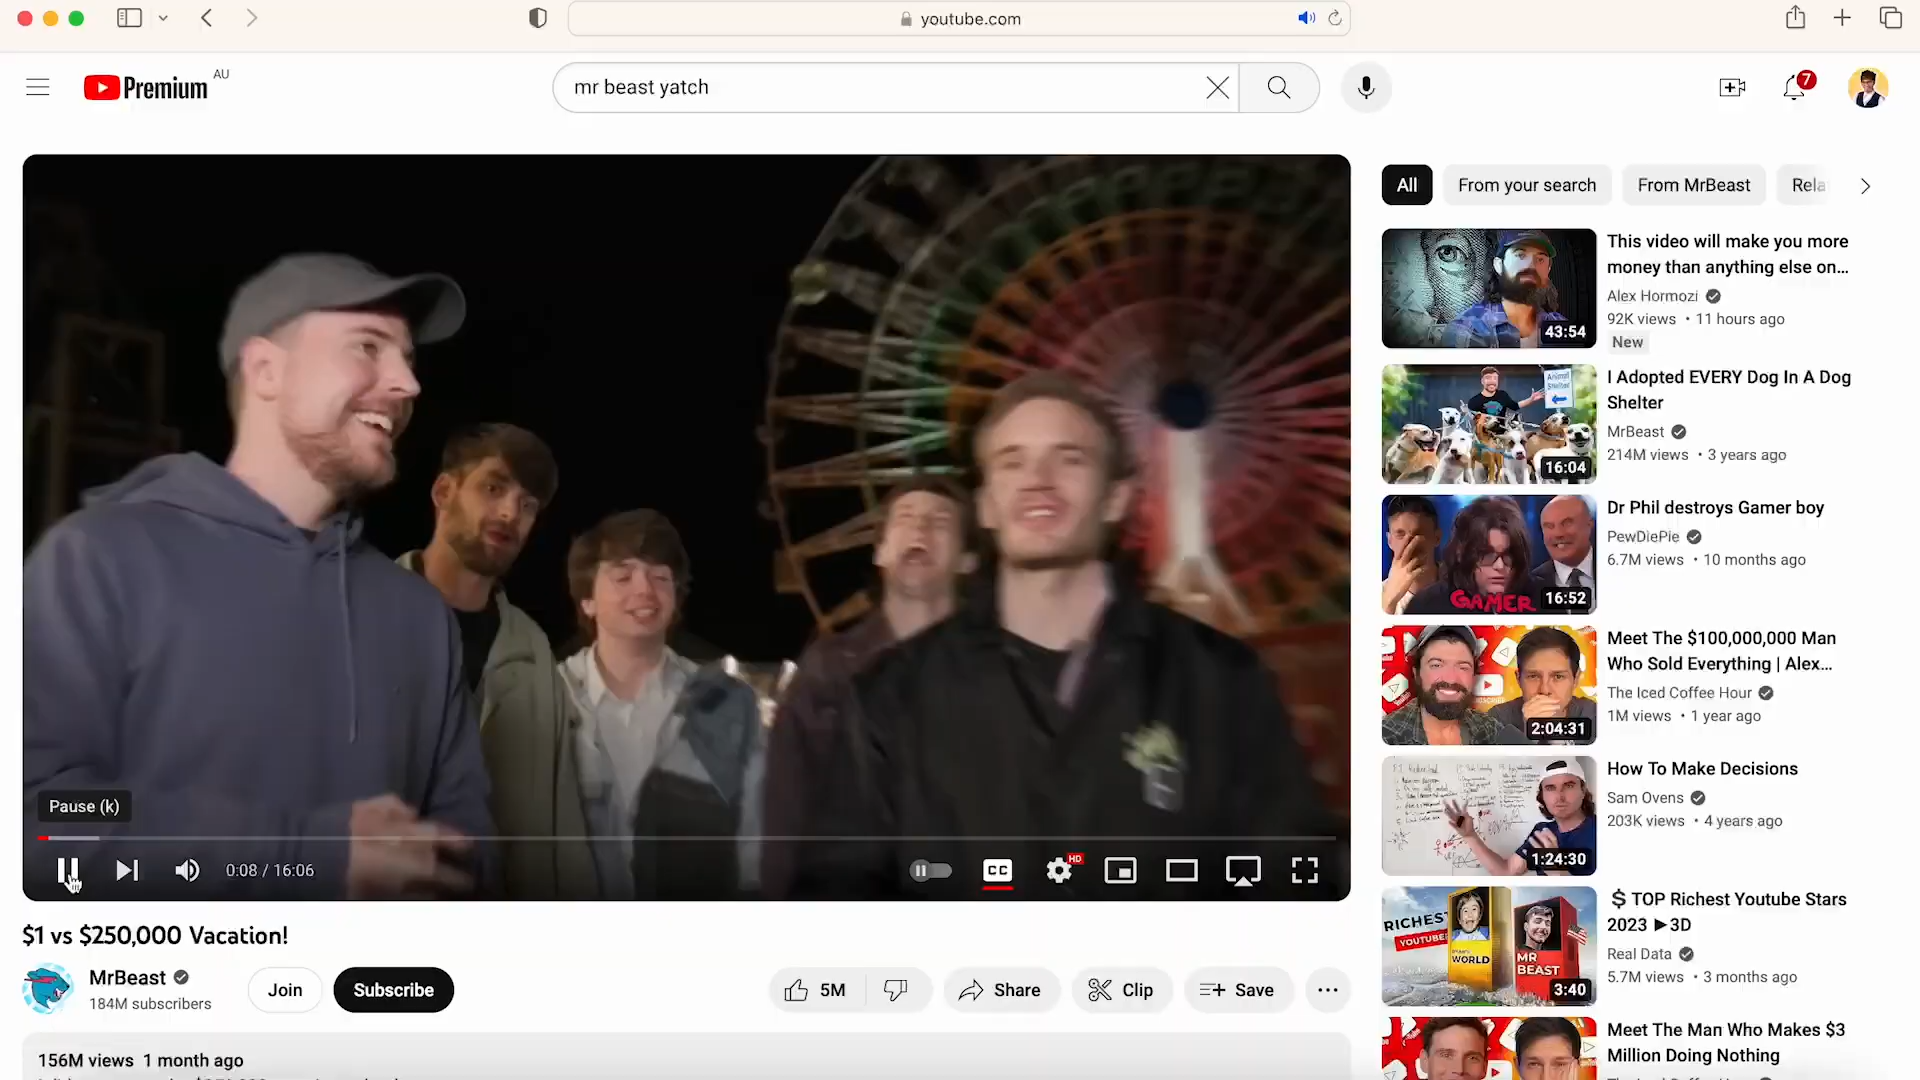 youtube.com
Premium
AU
mr beast yatch
7
All
From your search
From MrBeast
Rela
This video will make you more
money than anything else on...
Alex Hormozi
92K views • 11 hours ago
New
43:54
I Adopted EVERY Dog In A Dog
Shelter
MrBeast
214M views • 3 years ago
Animal
Shelter
16:04
Dr Phil destroys Gamer boy
PewDiePie
6.7M views • 10 months ago
GAMER
16:52
Meet The $100,000,000 Man
Who Sold Everything | Alex...
The Iced Coffee Hour
1M views • 1 year ago
2:04:31
How To Make Decisions
Sam Ovens
203K views • 4 years ago
1:24:30
$ TOP Richest Youtube Stars
2023 ►3D
Real Data
5.7M views • 3 months ago
RICHEST
YOUTUBE
WORLD
MR
BEAST
3:40
Meet The Man Who Makes $3
Million Doing Nothing
Pause (k)
0:08 / 16:06
CC
HD
$1 vs $250,000 Vacation!
MrBeast
184M subscribers
Join
Subscribe
5M
Share
Clip
Save
156M views 1 month ago